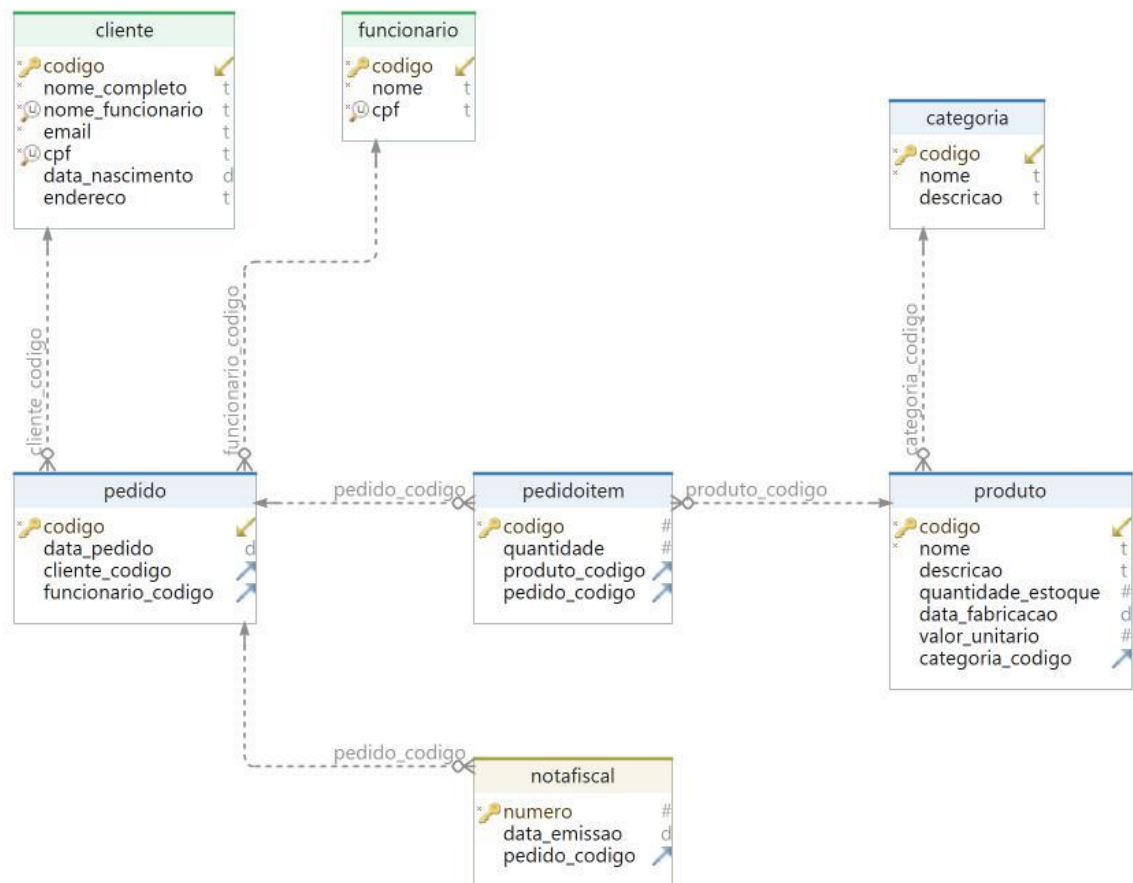 cliente
codigo
nome_completo t
nome_funcionario t
email t
cpf t
data_nascimento d
endereco t
funcionario
codigo
nome t
cpf t
categoria
codigo
nome t
descricao t
cliente_codigo
funcionario_codigo
categoria_codigo
pedido
codigo
data_pedido d
cliente_codigo
funcionario_codigo
pedido_codigo
pedidoitem
codigo #
quantidade #
produto_codigo
pedido_codigo
produto_codigo
produto
codigo
nome t
descricao t
quantidade_estoque #
data_fabricacao d
valor_unitario #
categoria_codigo
pedido_codigo
notafiscal
numero #
data_emissao d
pedido_codigo